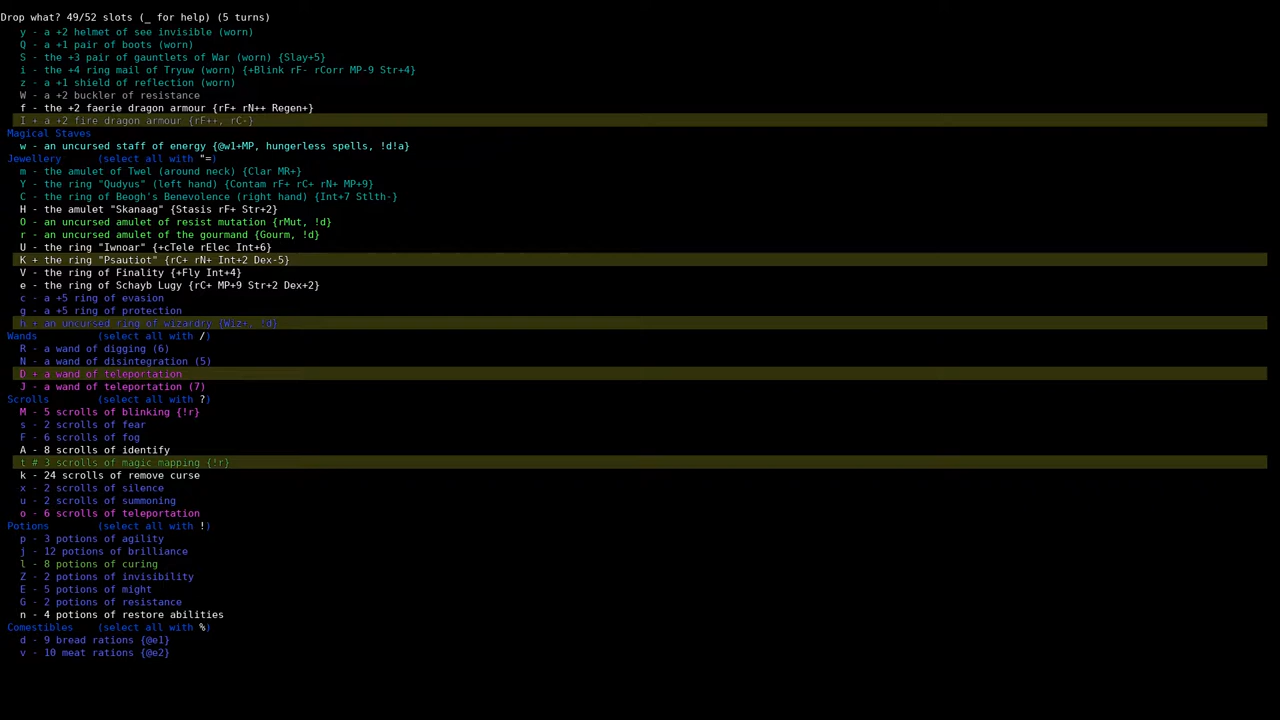 Drop what? 49/52 slots (_ for help) (5 turns)
y - a +2 helmet of see invisible (worn)
Q - a +1 pair of boots (worn)
S - the +3 pair of gauntlets of War (worn) {Slay+5}
i - the +4 ring mail of Tryuw (worn) {+Blink rF- rCorr MP-9 Str+4}
z - a +1 shield of reflection (worn)
W - a +2 buckler of resistance
f - the +2 faerie dragon armour {rF+ rN++ Regen+}
I + a +2 fire dragon armour {rF++, rC-}
Magical Staves
w - an uncursed staff of energy {@w1+MP, hungerless spells, !d!a}
Jewellery (select all with "=)
m - the amulet of Twel (around neck) {Clar MR+}
Y - the ring "Qudyus" (left hand) {Contam rF+ rC+ rN+ MP+9}
C - the ring of Beogh's Benevolence (right hand) {Int+7 Stlth-}
H - the amulet "Skanaag" {Stasis rF+ Str+2}
O - an uncursed amulet of resist mutation {rMut, !d}
r - an uncursed amulet of the gourmand {Gourm, !d}
U - the ring "Iwnoar" {+cTele rElec Int+6}
K + the ring "Psautiot" {rC+ rN+ Int+2 Dex-5}
V - the ring of Finality {+Fly Int+4}
e - the ring of Schayb Lugy {rC+ MP+9 Str+2 Dex+2}
c - a +5 ring of evasion
g - a +5 ring of protection
h + an uncursed ring of wizardry {Wiz+, !d}
Wands (select all with /)
R - a wand of digging (6)
N - a wand of disintegration (5)
D + a wand of teleportation
J - a wand of teleportation (7)
Scrolls (select all with ?)
M - 5 scrolls of blinking {!r}
s - 2 scrolls of fear
F - 6 scrolls of fog
A - 8 scrolls of identify
t # 3 scrolls of magic mapping {!r}
k - 24 scrolls of remove curse
x - 2 scrolls of silence
u - 2 scrolls of summoning
o - 6 scrolls of teleportation
Potions (select all with !)
p - 3 potions of agility
j - 12 potions of brilliance
l - 8 potions of curing
Z - 2 potions of invisibility
E - 5 potions of might
G - 2 potions of resistance
n - 4 potions of restore abilities
Comestibles (select all with %)
d - 9 bread rations {@e1}
v - 10 meat rations {@e2}